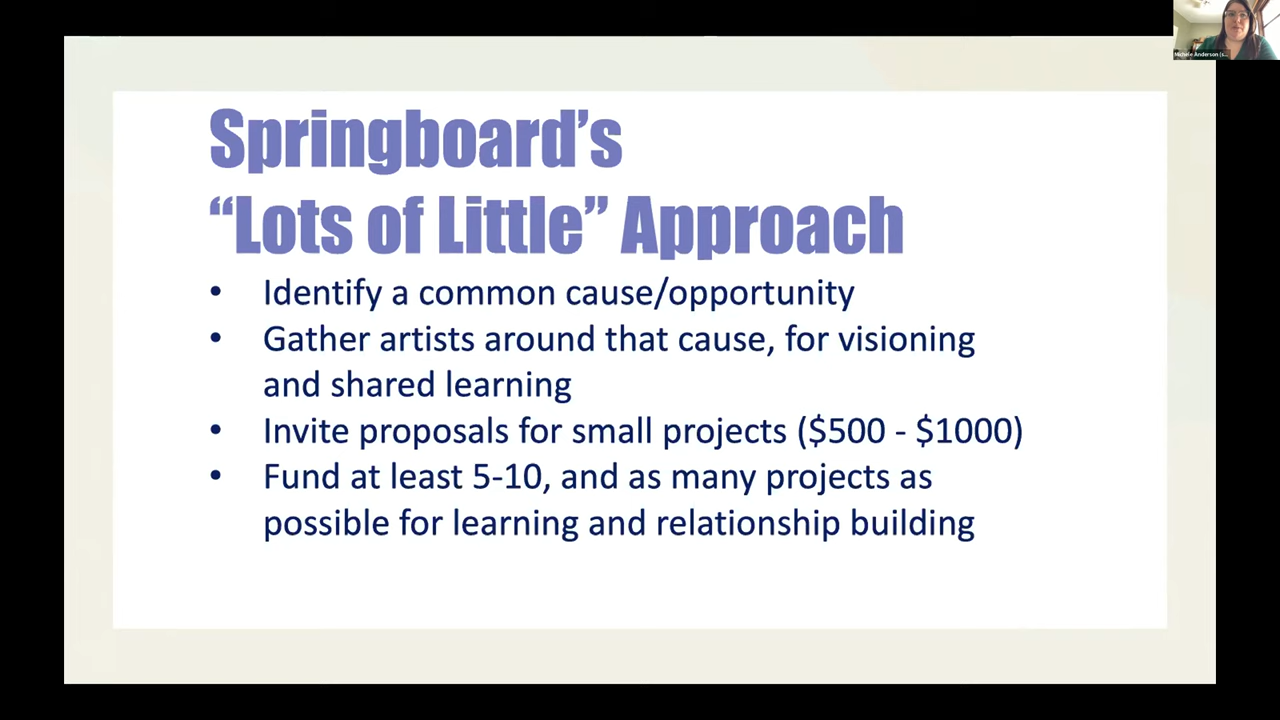 Springboard’s
“Lots of Little” Approach
• Identify a common cause/opportunity
• Gather artists around that cause, for visioning
and shared learning
• Invite proposals for small projects ($500 - $1000)
• Fund at least 5-10, and as many projects as
possible for learning and relationship building
Michele Anderson (s...